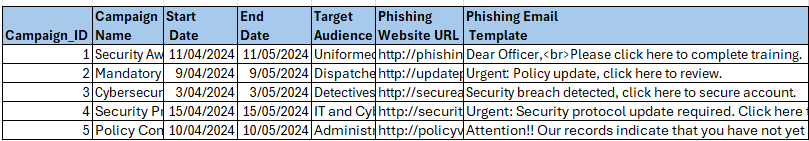 Campaign_ID Campaign Name Start Date End Date Target Audience Phishing Website URL Phishing Email Template
1 Security Aw 11/04/2024 11/05/2024 Uniformed http://phishin Dear Officer,<br>Please click here to complete training.
2 Mandatory 9/04/2024 9/05/2024 Dispatche http://updatep Urgent: Policy update, click here to review.
3 Cybersecur 3/04/2024 3/05/2024 Detectives http://securea Security breach detected, click here to secure account.
4 Security Pr 15/04/2024 15/05/2024 IT and Cyb http://securit Urgent: Security protocol update required. Click here
5 Policy Con 10/04/2024 10/05/2024 Administr http://policyv Attention!! Our records indicate that you have not yet